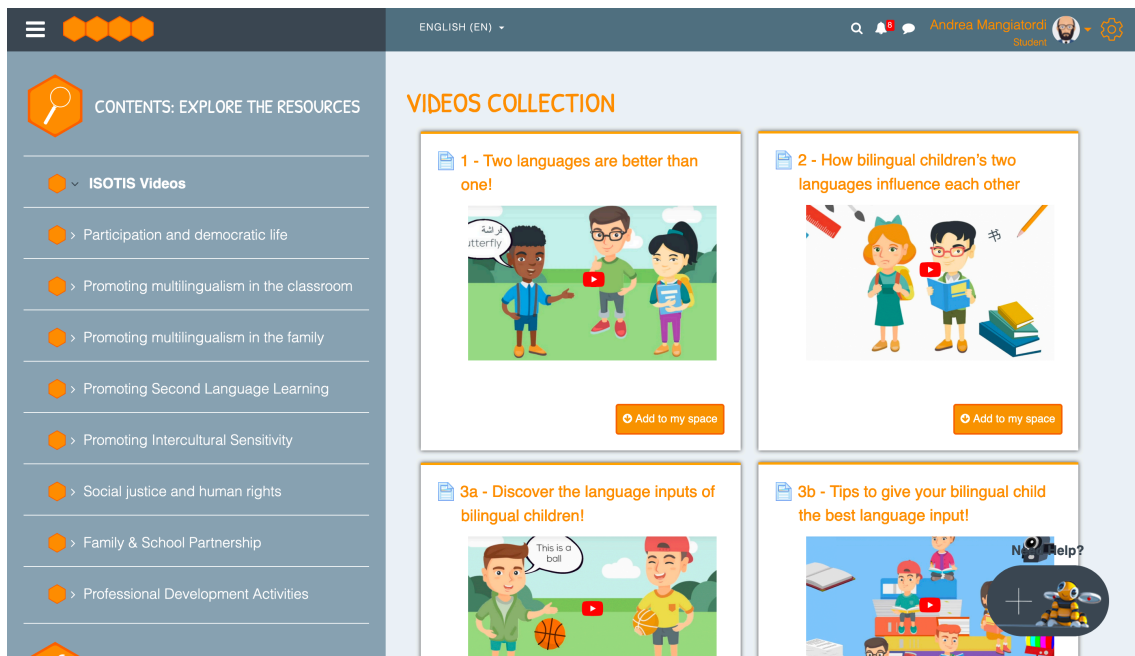 ENGLISH (EN)
8
Andrea Mangiatordi
Student
CONTENTS: EXPLORE THE RESOURCES
ISOTIS Videos
Participation and democratic life
Promoting multilingualism in the classroom
Promoting multilingualism in the family
Promoting Second Language Learning
Promoting Intercultural Sensitivity
Social justice and human rights
Family & School Partnership
Professional Development Activities
VIDEOS COLLECTION
1 - Two languages are better than
one!
فراشة
utterfly
Add to my space
2 - How bilingual children’s two
languages influence each other
书
Add to my space
3a - Discover the language inputs of
bilingual children!
This is a
ball
3b - Tips to give your bilingual child
the best language input!
Help?